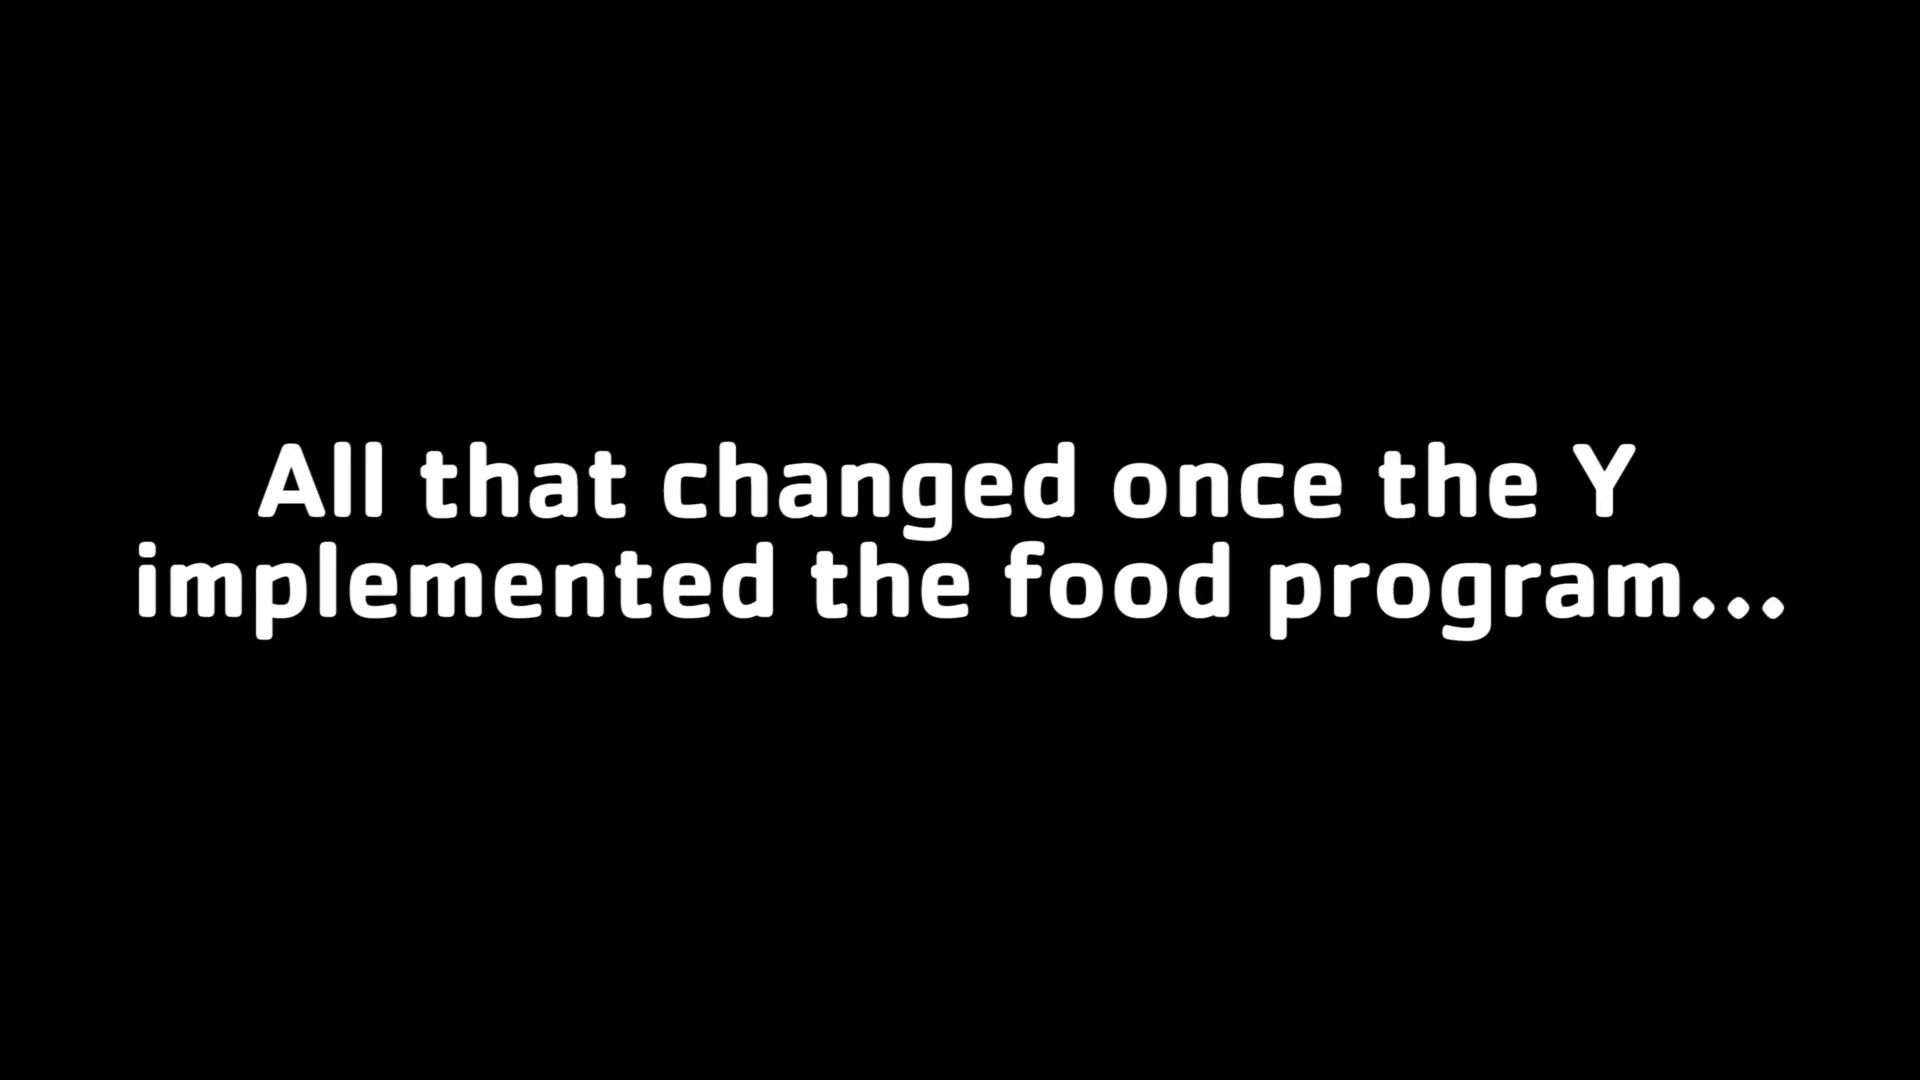 All that changed once the Y
implemented the food program...